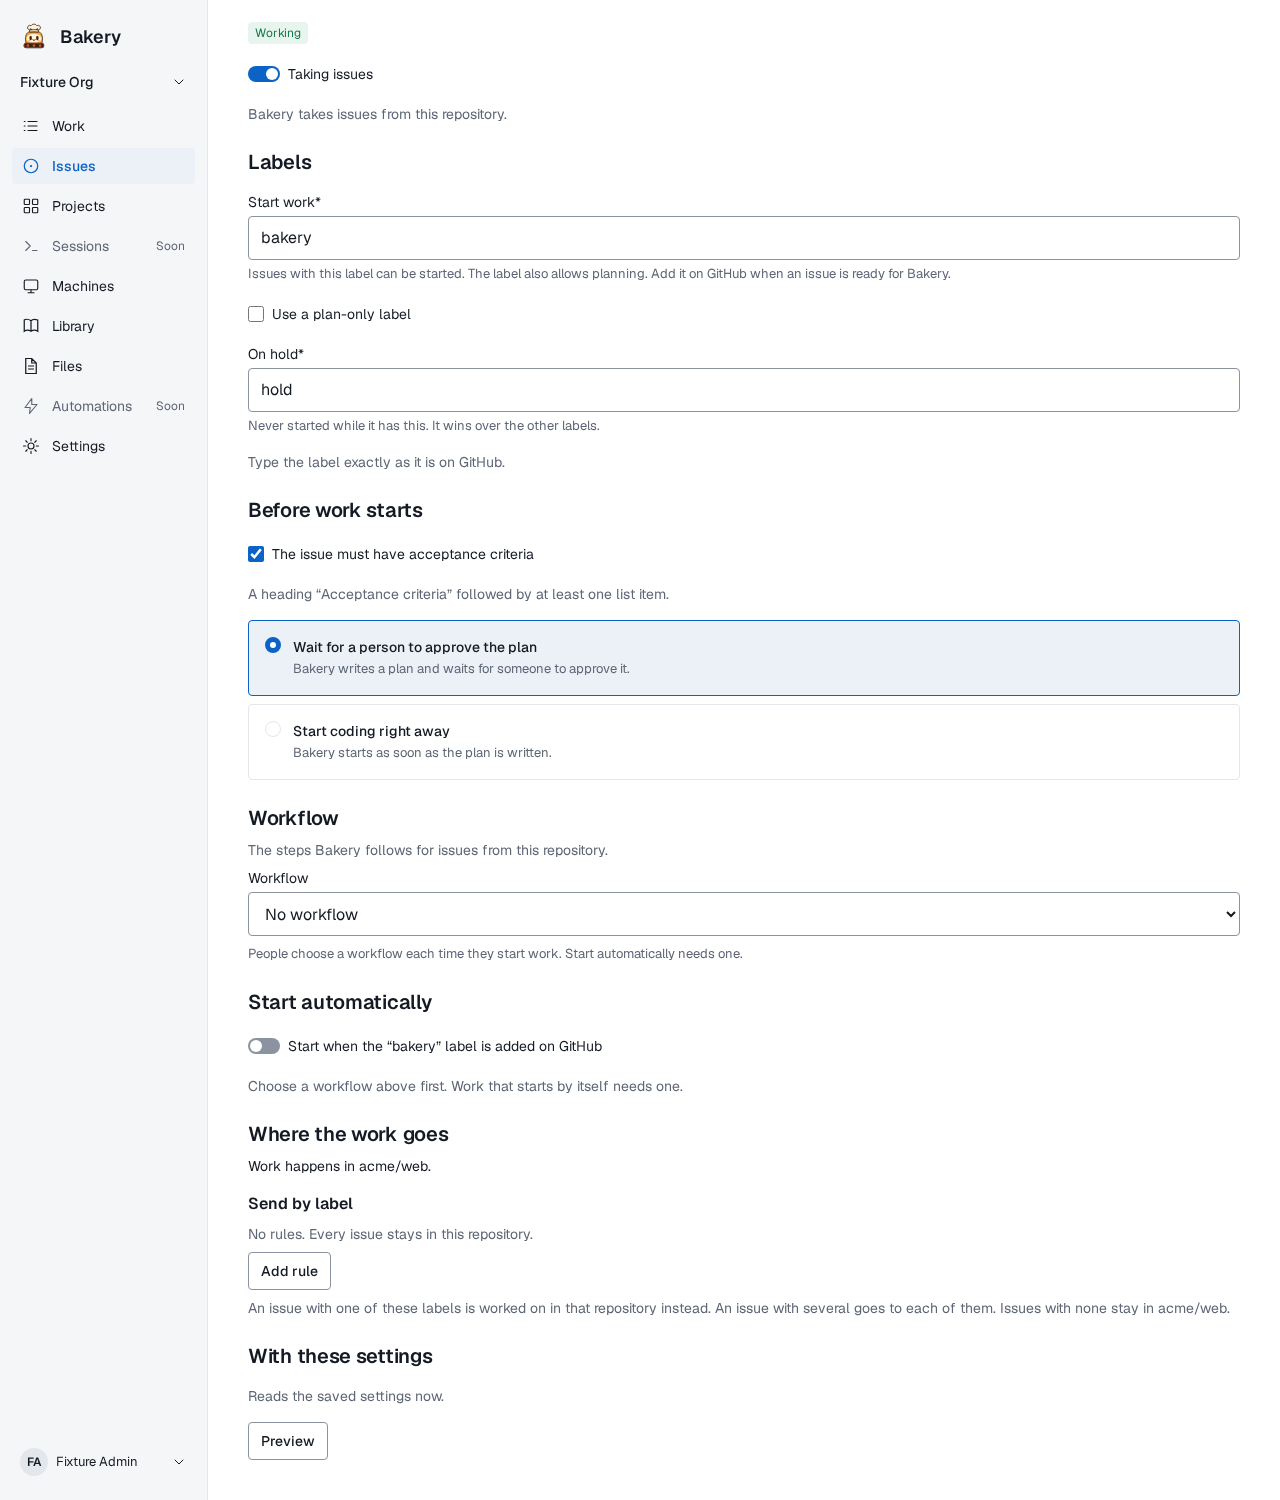 Bakery
Fixture Org
Work
Issues
Projects
Sessions Soon
Machines
Library
Files
Automations Soon
Settings
FA Fixture Admin
Working
Taking issues
Bakery takes issues from this repository.
Labels
Start work*
bakery
Issues with this label can be started. The label also allows planning. Add it on GitHub when an issue is ready for Bakery.
Use a plan-only label
On hold*
hold
Never started while it has this. It wins over the other labels.
Type the label exactly as it is on GitHub.
Before work starts
The issue must have acceptance criteria
A heading “Acceptance criteria” followed by at least one list item.
Wait for a person to approve the plan
Bakery writes a plan and waits for someone to approve it.
Start coding right away
Bakery starts as soon as the plan is written.
Workflow
The steps Bakery follows for issues from this repository.
Workflow
No workflow
People choose a workflow each time they start work. Start automatically needs one.
Start automatically
Start when the “bakery” label is added on GitHub
Choose a workflow above first. Work that starts by itself needs one.
Where the work goes
Work happens in acme/web.
Send by label
No rules. Every issue stays in this repository.
Add rule
An issue with one of these labels is worked on in that repository instead. An issue with several goes to each of them. Issues with none stay in acme/web.
With these settings
Reads the saved settings now.
Preview